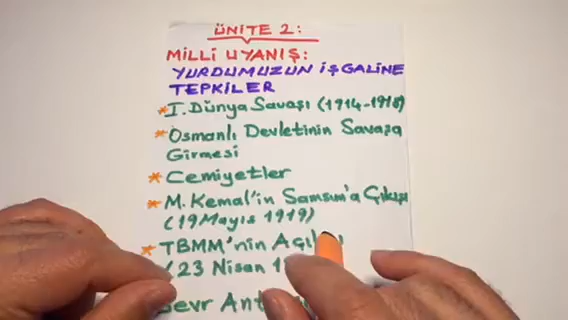 ÜNİTE 2:
MİLLİ UYANIŞ:
YURDUMUZUN İŞGALİNE
TEPKİLER
* I. Dünya Savaşı (1914-1918)
* Osmanlı Devletinin Savaşa
Girmesi
* Cemiyetler
* M. Kemal'in Samsun'a Çıkışı
(19 Mayıs 1919)
* TBMM'nin
(23 Nisan
Sevr